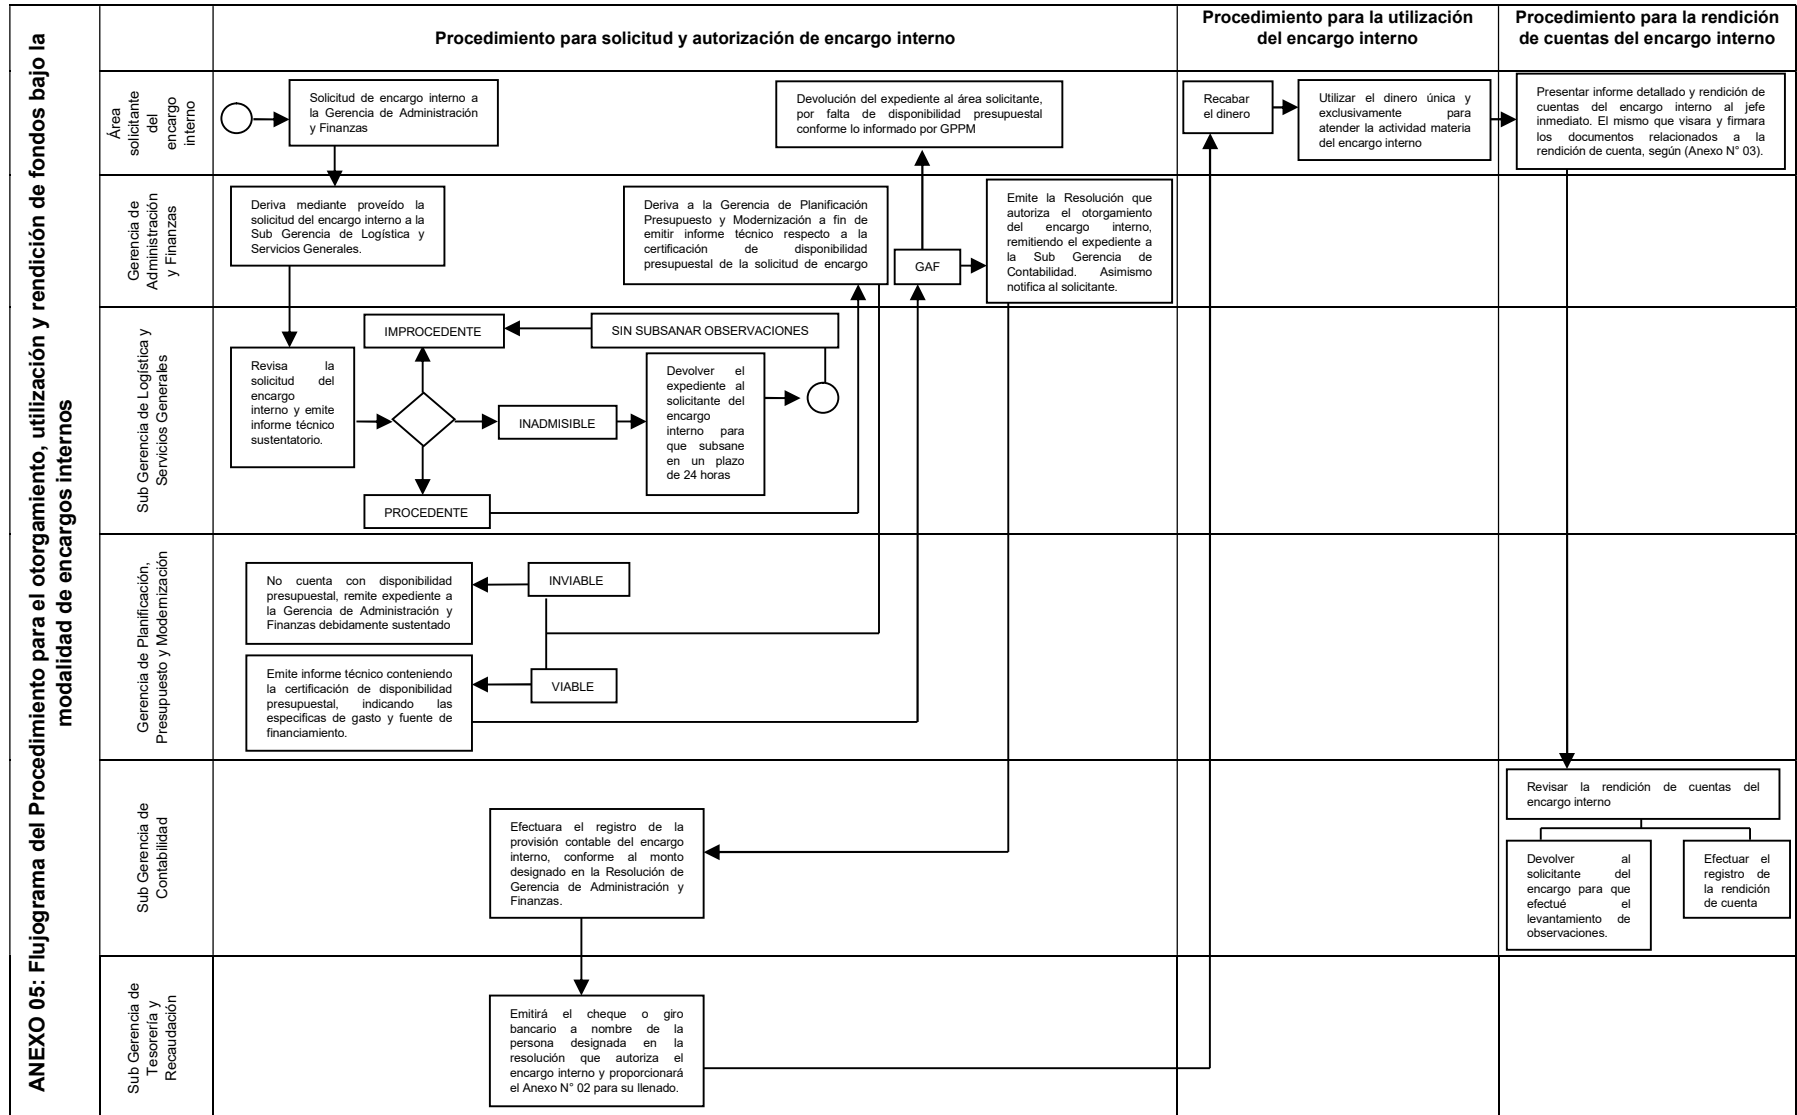 ANEXO 05: Flujograma del Procedimiento para el otorgamiento, utilización y rendición de fondos bajo la
modalidad de encargos internos
Procedimiento para solicitud y autorización de encargo interno
Procedimiento para la utilización
del encargo interno
Procedimiento para la rendición
de cuentas del encargo interno
Área
solicitante
del
encargo
interno
Solicitud de encargo interno a
la Gerencia de Administración
y Finanzas
Devolución del expediente al área solicitante,
por falta de disponibilidad presupuestal
conforme lo informado por GPPM
Recabar
el dinero
Utilizar el dinero única y
exclusivamente para
atender la actividad materia
del encargo interno
Presentar informe detallado y rendición de
cuentas del encargo interno al jefe
inmediato. El mismo que visara y firmara
los documentos relacionados a la
rendición de cuenta, según (Anexo N° 03).
Gerencia de
Administración
y Finanzas
Deriva mediante proveído la
solicitud del encargo interno a la
Sub Gerencia de Logística y
Servicios Generales.
Deriva a la Gerencia de Planificación
Presupuesto y Modernización a fin de
emitir informe técnico respecto a la
certificación de disponibilidad
presupuestal de la solicitud de encargo
GAF
Emite la Resolución que
autoriza el otorgamiento
del encargo interno,
remitiendo el expediente a
la Sub Gerencia de
Contabilidad. Asimismo
notifica al solicitante.
Sub Gerencia de Logística y
Servicios Generales
Revisa la
solicitud del
encargo
interno y emite
informe técnico
sustentatorio.
IMPROCEDENTE
SIN SUBSANAR OBSERVACIONES
INADMISIBLE
Devolver el
expediente al
solicitante del
encargo
interno para
que subsane
en un plazo
de 24 horas
PROCEDENTE
Gerencia de Planificación,
Presupuesto y Modernización
No cuenta con disponibilidad
presupuestal, remite expediente a
la Gerencia de Administración y
Finanzas debidamente sustentado
INVIABLE
Emite informe técnico conteniendo
la certificación de disponibilidad
presupuestal, indicando las
especificas de gasto y fuente de
financiamiento.
VIABLE
Sub Gerencia de
Contabilidad
Efectuara el registro de la
provisión contable del encargo
interno, conforme al monto
designado en la Resolución de
Gerencia de Administración y
Finanzas.
Revisar la rendición de cuentas del
encargo interno
Devolver al
solicitante del
encargo para que
efectué el
levantamiento de
observaciones.
Efectuar el
registro de
la rendición
de cuenta
Sub Gerencia de
Tesorería y
Recaudación
Emitirá el cheque o giro
bancario a nombre de la
persona designada en la
resolución que autoriza el
encargo interno y proporcionará
el Anexo N° 02 para su llenado.